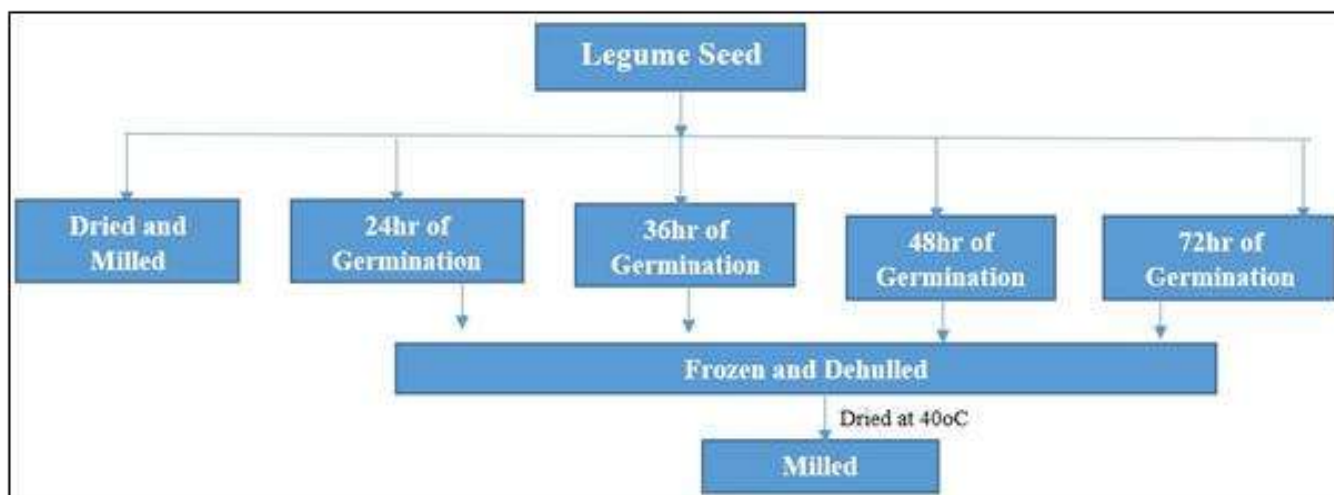 Legume Seed
Dried and
Milled
24hr of
Germination
36hr of
Germination
48hr of
Germination
72hr of
Germination
Frozen and Dehulled
Dried at 40oC
Milled